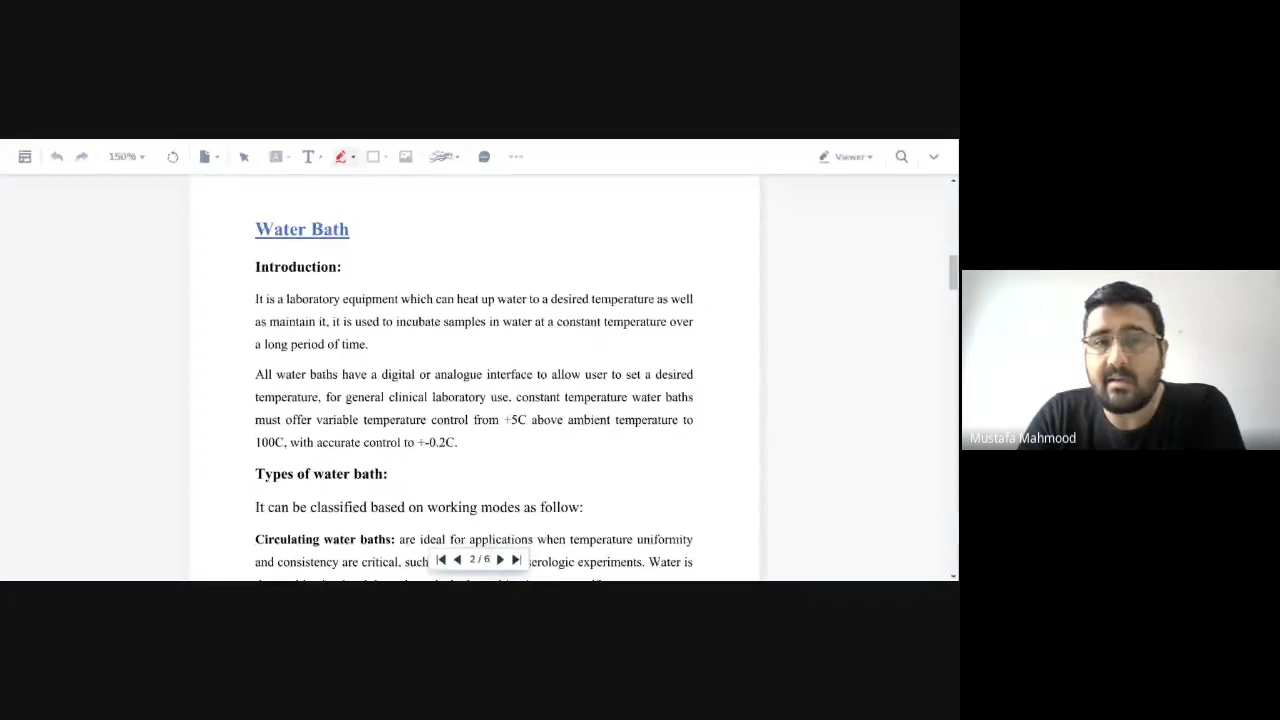 150%
T
Viewer
Water Bath
Introduction:
It is a laboratory equipment which can heat up water to a desired temperature as well
as maintain it, it is used to incubate samples in water at a constant temperature over
a long period of time.
All water baths have a digital or analogue interface to allow user to set a desired
temperature, for general clinical laboratory use. constant temperature water baths
must offer variable temperature control from +5C above ambient temperature to
100C, with accurate control to +-0.2C.
Types of water bath:
It can be classified based on working modes as follow:
Circulating water baths: are ideal for applications when temperature uniformity
and consistency are critical, such serologic experiments. Water is
2 / 6
Mustafa Mahmood